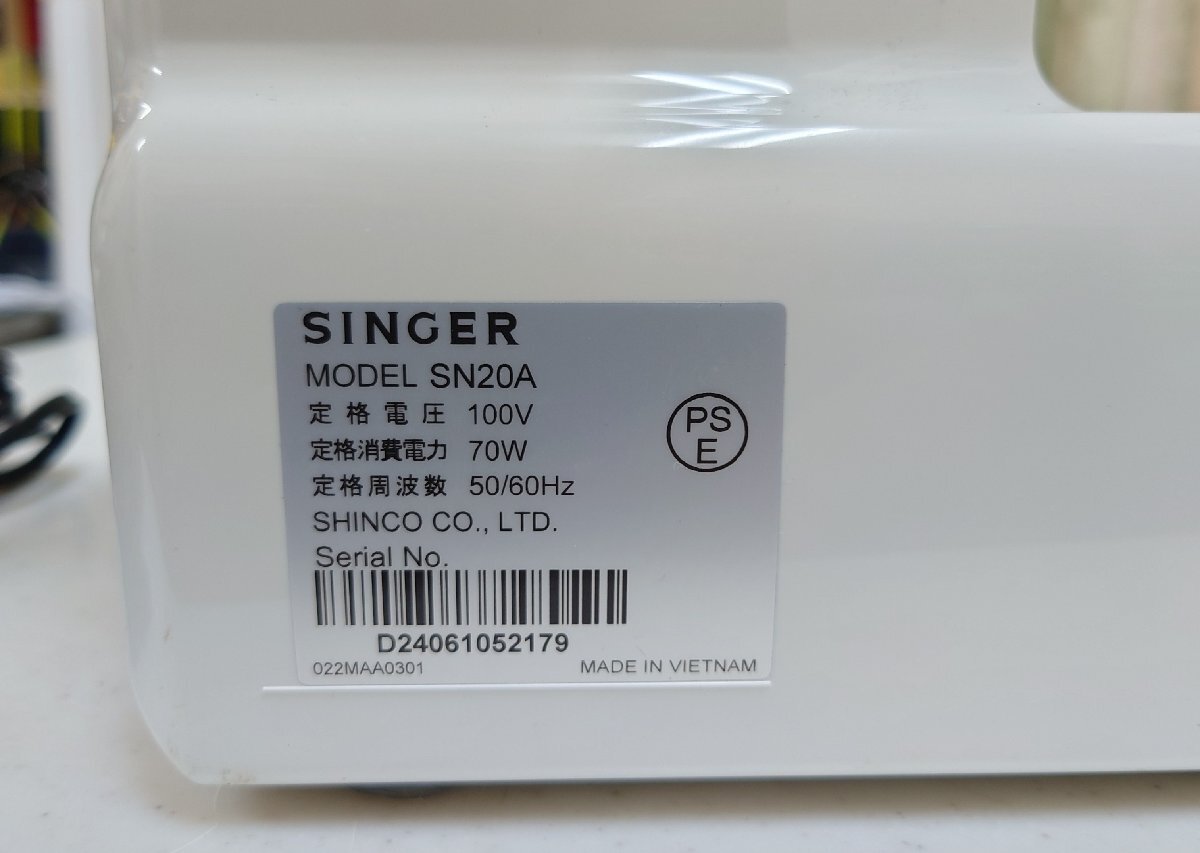 SINGER
MODEL SN20A
定格電圧 100V
定格消費電力 70W
定格周波数 50/60Hz
PS
E
SHINCO CO., LTD.
Serial No.
D24061052179
022MAA0301 MADE IN VIETNAM